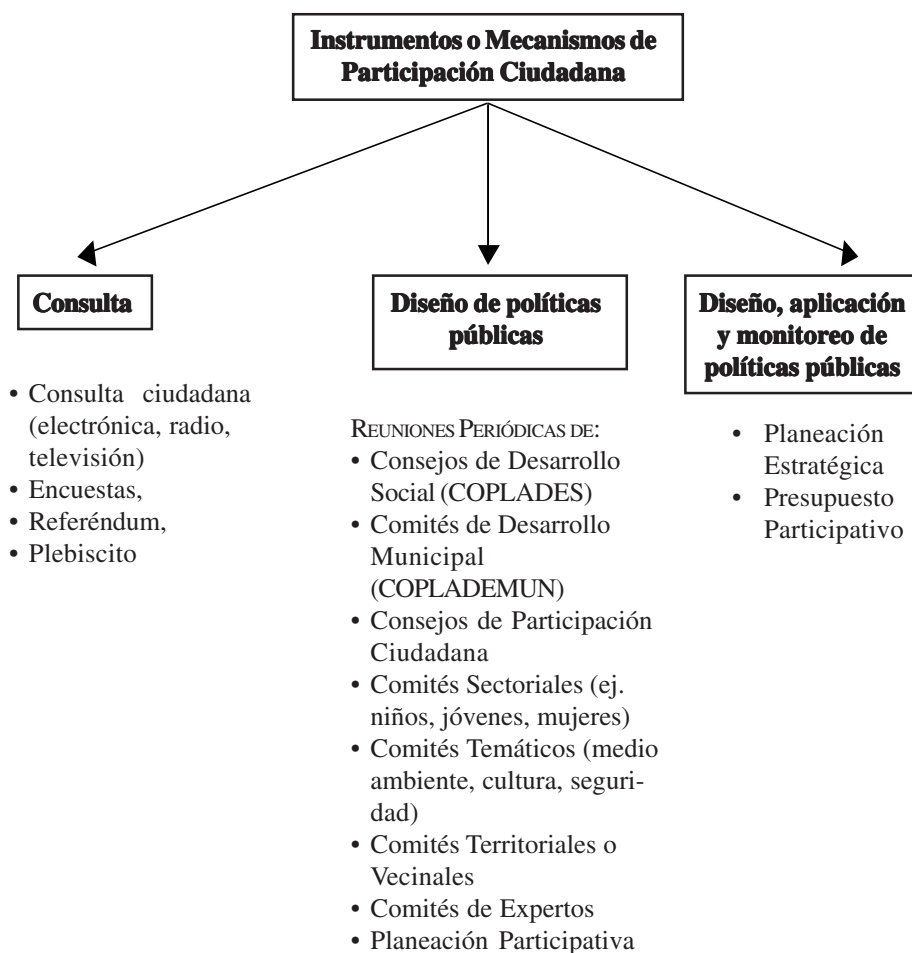 Instrumentos o Mecanismos de
Participación Ciudadana
Consulta
• Consulta ciudadana
(electrónica, radio,
televisión)
• Encuestas,
• Referéndum,
• Plebiscito
Diseño de políticas
públicas
REUNIONES PERIÓDICAS DE:
• Consejos de Desarrollo
Social (COPLADES)
• Comités de Desarrollo
Municipal
(COPLADEMUN)
• Consejos de Participación
Ciudadana
• Comités Sectoriales (ej.
niños, jóvenes, mujeres)
• Comités Temáticos (medio
ambiente, cultura, seguri-
dad)
• Comités Territoriales o
Vecinales
• Comités de Expertos
• Planeación Participativa
Diseño, aplicación
y monitoreo de
políticas públicas
• Planeación
Estratégica
• Presupuesto
Participativo